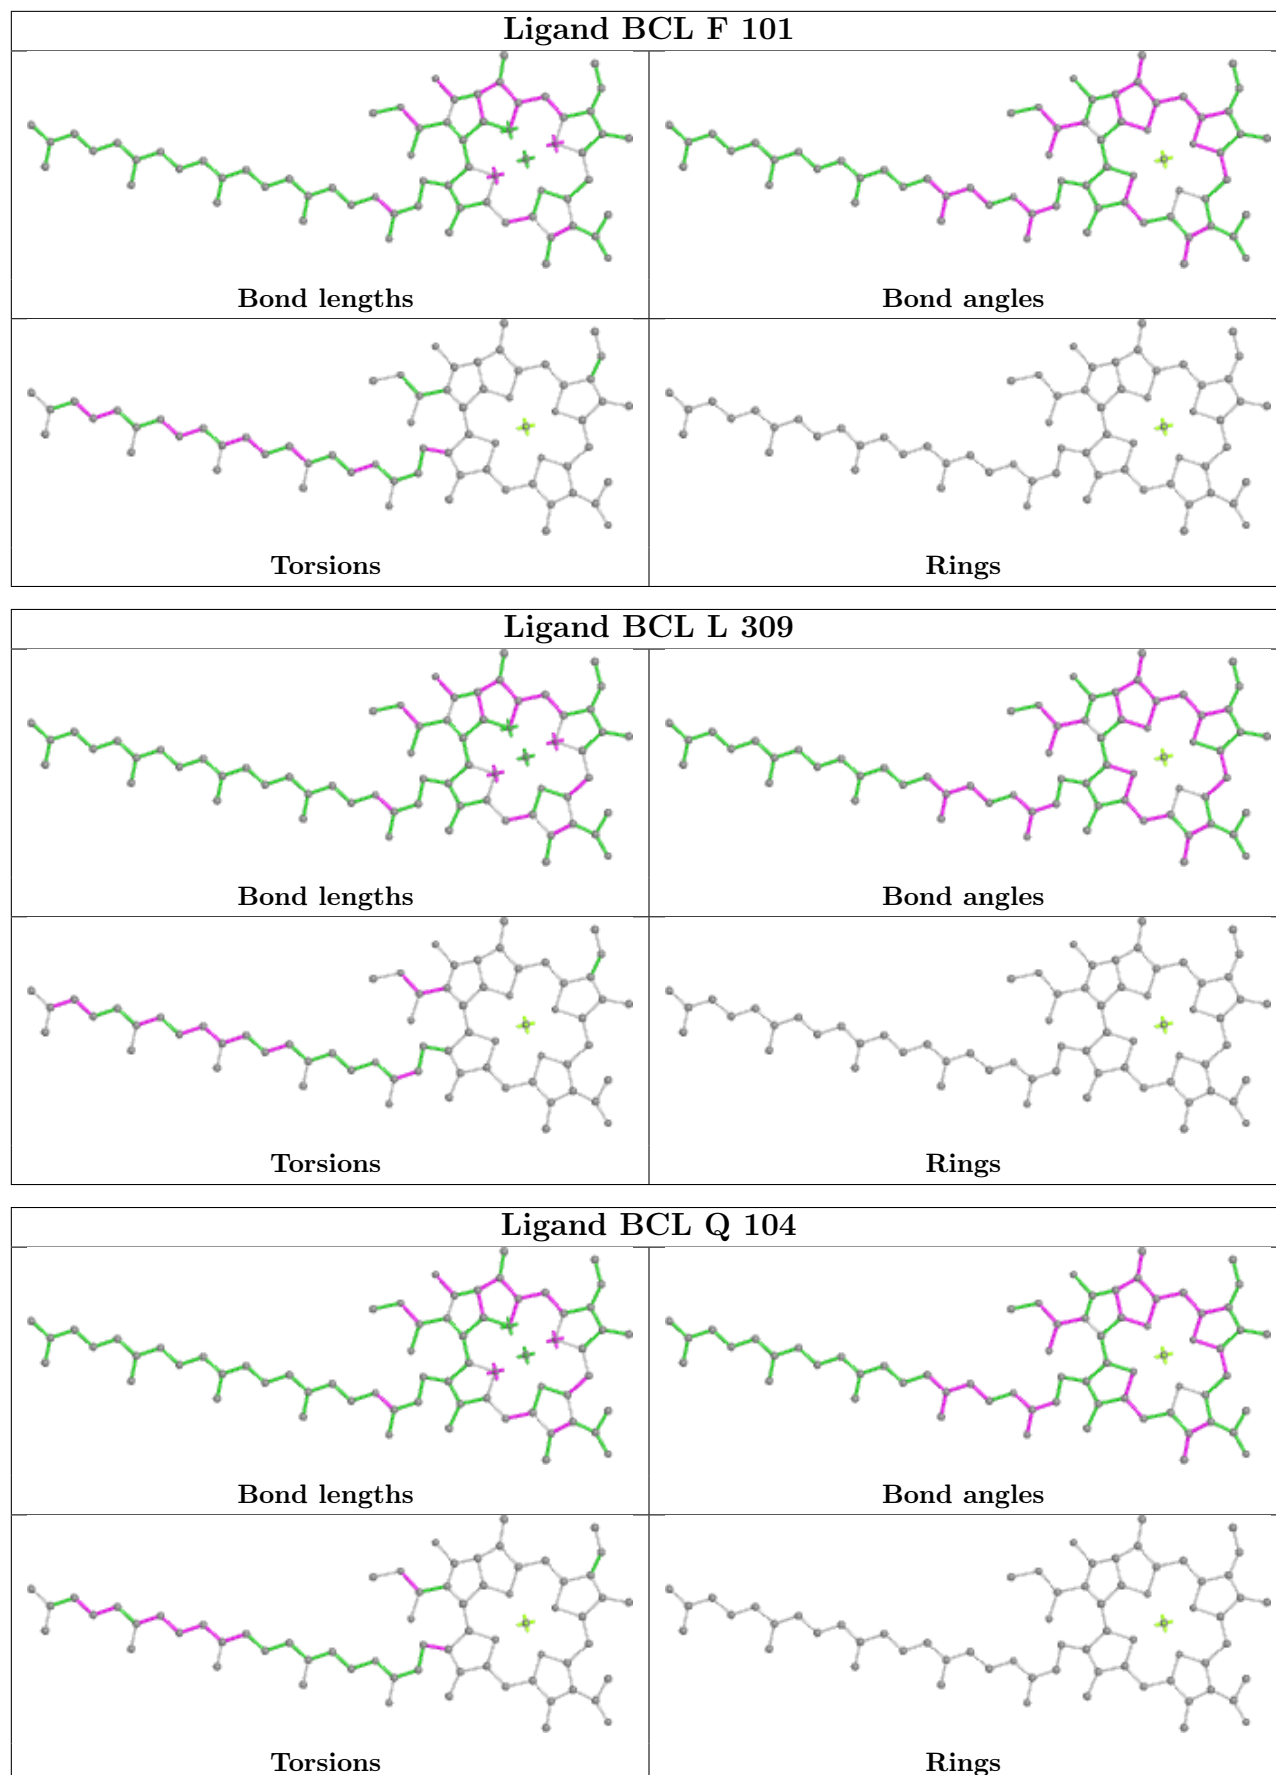 Ligand BCL F 101
Bond lengths
Bond angles
Torsions
Rings
Ligand BCL L 309
Bond lengths
Bond angles
Torsions
Rings
Ligand BCL Q 104
Bond lengths
Bond angles
Torsions
Rings